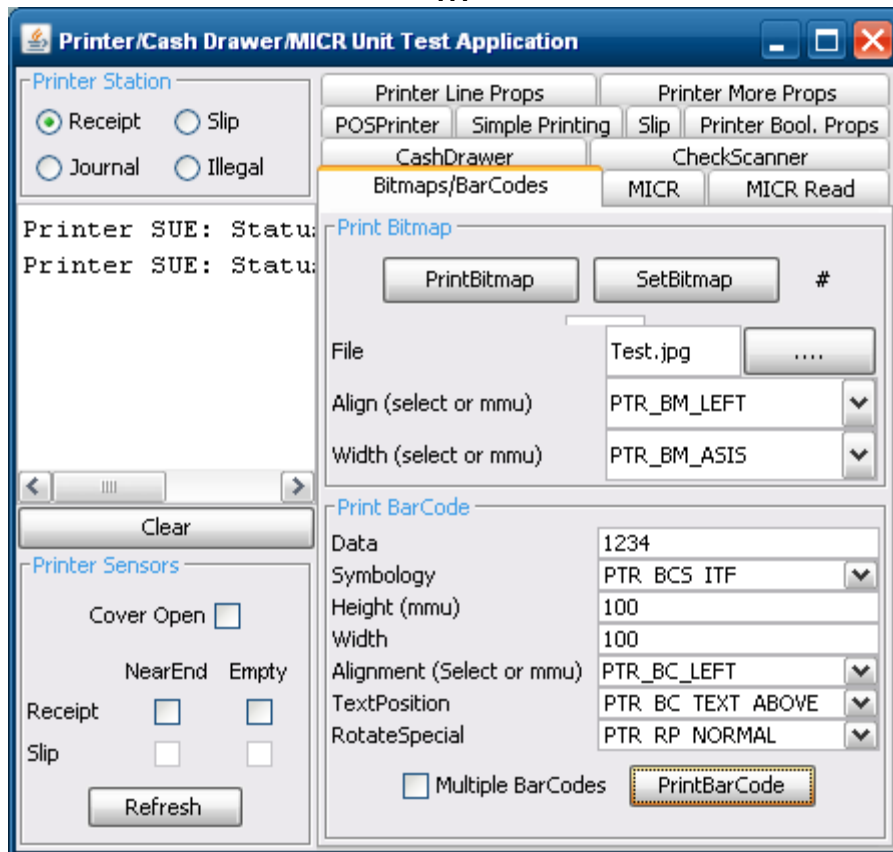 Printer/Cash Drawer/MICR Unit Test Application
Printer Station
Receipt
Slip
Journal
Illegal
Printer SUE: Statu
Printer SUE: Statu
Clear
Printer Sensors
Cover Open
NearEnd Empty
Receipt
Slip
Refresh
Printer Line Props
Printer More Props
POSPrinter
Simple Printing
Slip
Printer Bool. Props
CashDrawer
CheckScanner
Bitmaps/BarCodes
MICR
MICR Read
Print Bitmap
PrintBitmap
SetBitmap
#
File
Test.jpg
....
Align (select or mmu)
PTR_BM_LEFT
Width (select or mmu)
PTR_BM_ASIS
Print BarCode
Data
1234
Symbology
PTR_BCS_ITF
Height (mmu)
100
Width
100
Alignment (Select or mmu)
PTR_BC_LEFT
TextPosition
PTR_BC_TEXT_ABOVE
RotateSpecial
PTR_RP_NORMAL
Multiple BarCodes
PrintBarCode